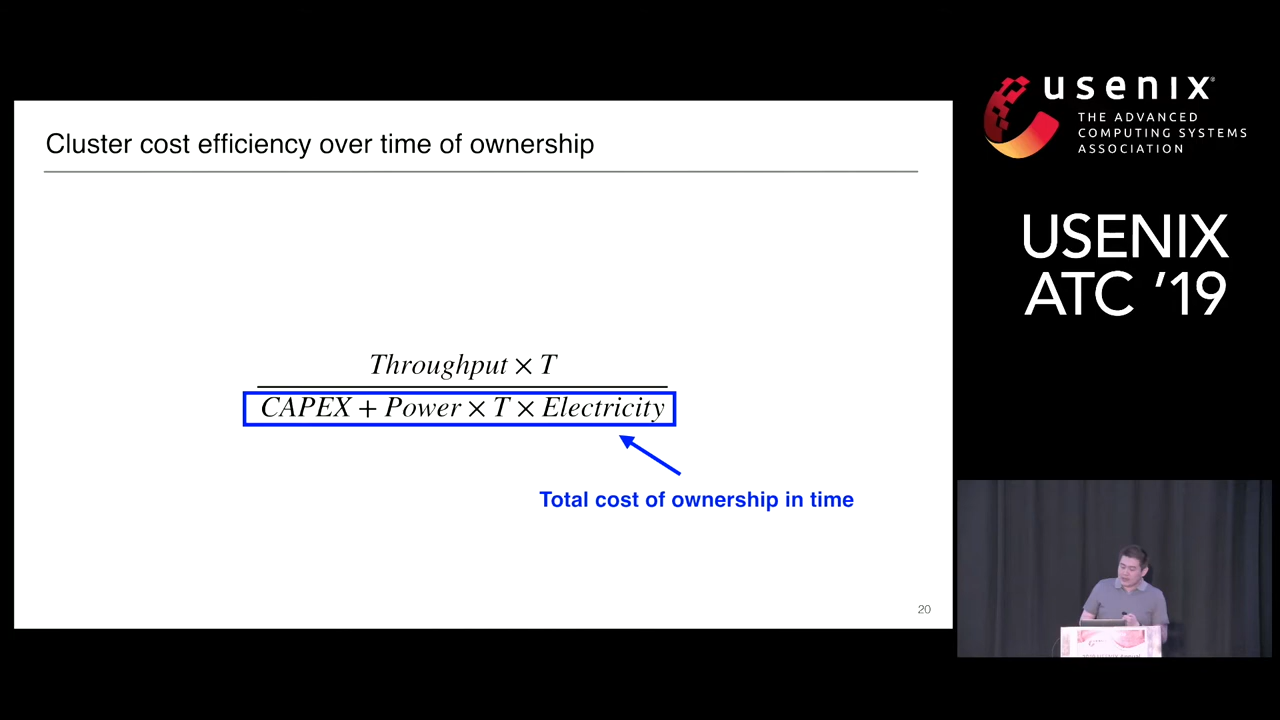 Cluster cost efficiency over time of ownership
Throughput × T
CAPEX + Power × T × Electricity
Total cost of ownership in time
20
usenix
THE ADVANCED
COMPUTING SYSTEMS
ASSOCIATION
USENIX
ATC ’19